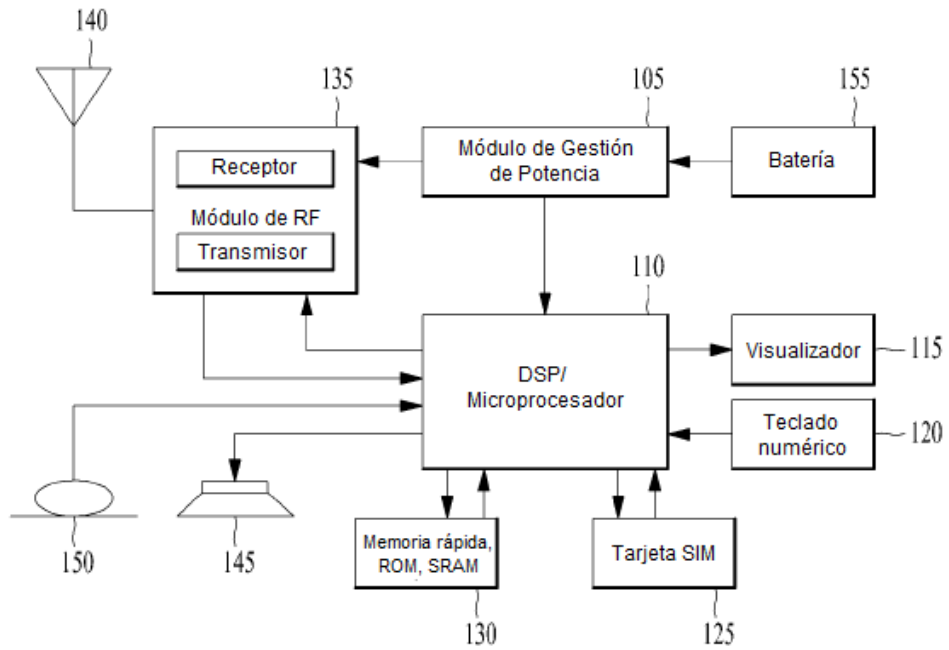 140
135
105
155
Receptor
Módulo de RF
Transmisor
Módulo de Gestión
de Potencia
Batería
110
DSP/
Microprocesador
Visualizador
115
Teclado
numérico
120
150
145
Memoria rápida,
ROM, SRAM
130
Tarjeta SIM
125